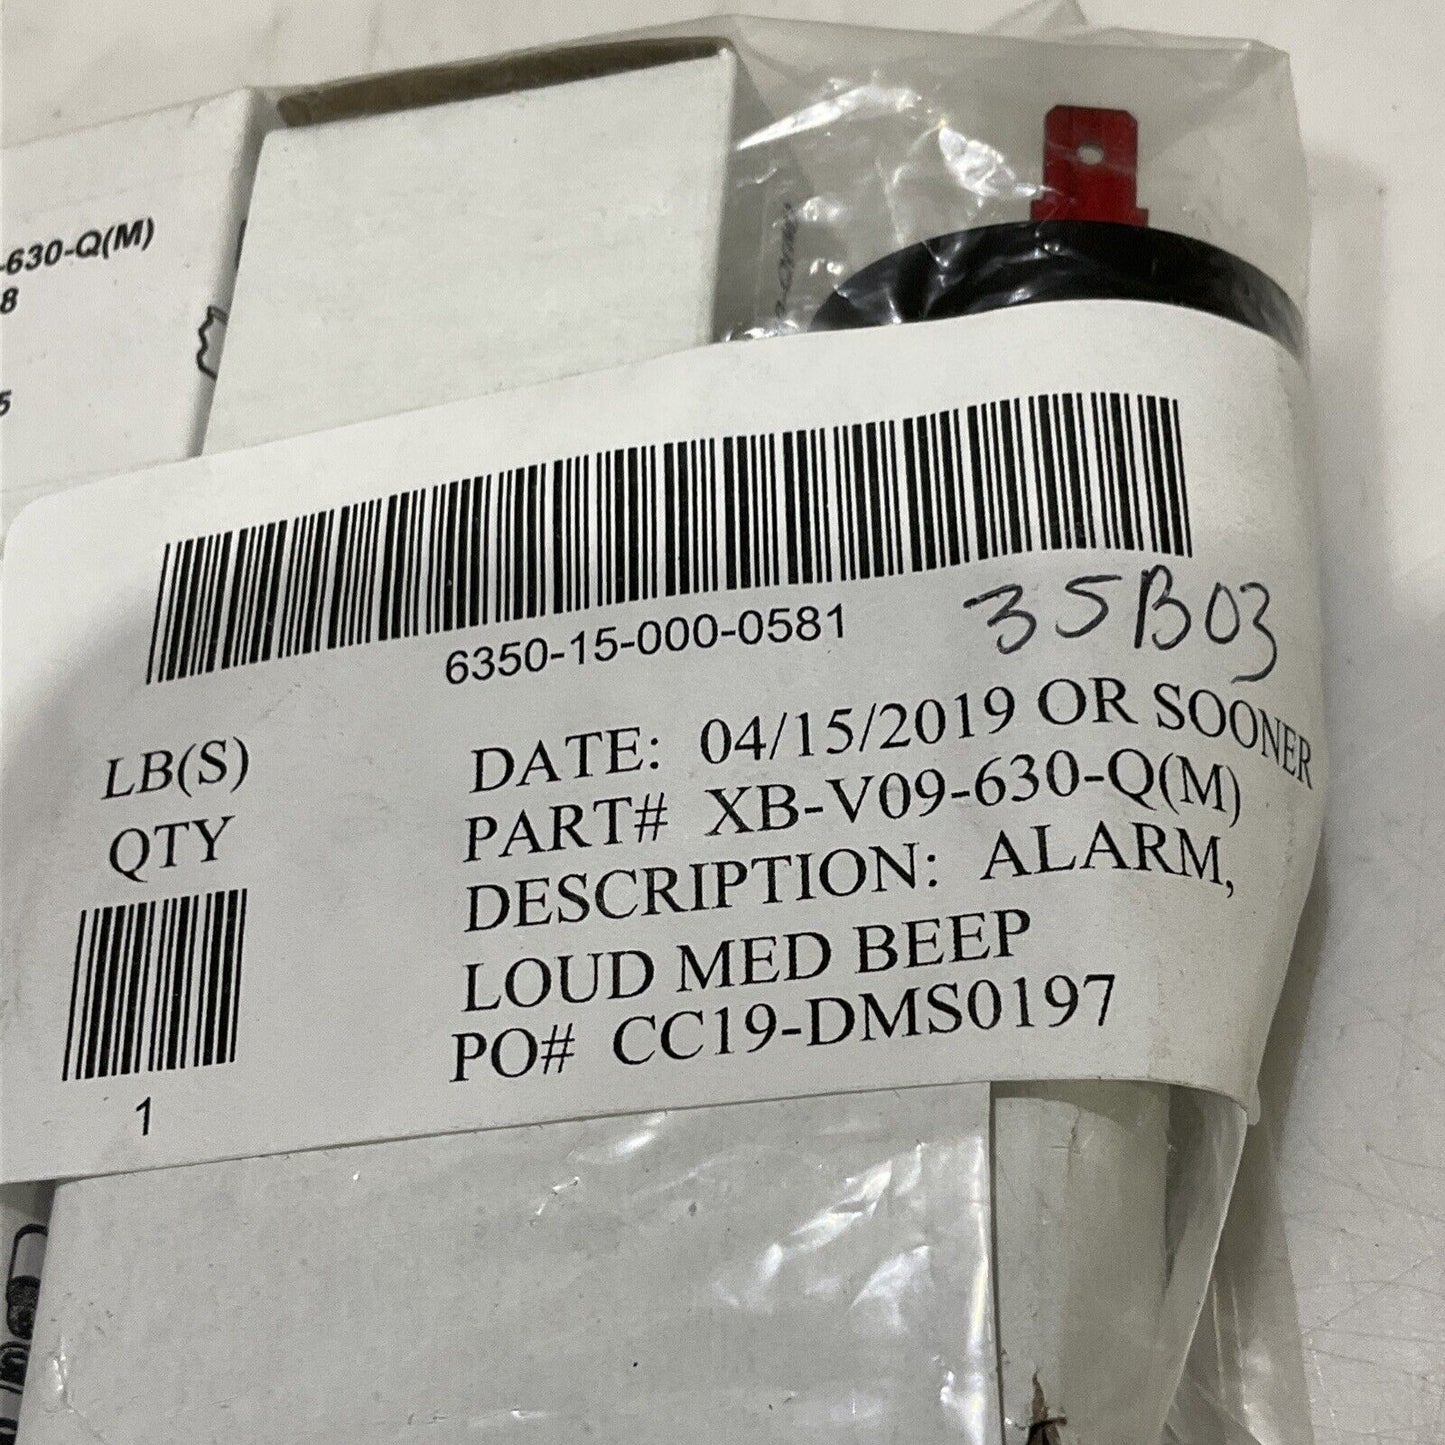 -630-Q(M)
8
5
6350-15-000-0581
35B03
LB(S)
QTY
1
DATE: 04/15/2019 OR SOONER
PART# XB-V09-630-Q(M)
DESCRIPTION: ALARM,
LOUD MED BEEP
PO# CC19-DMS0197